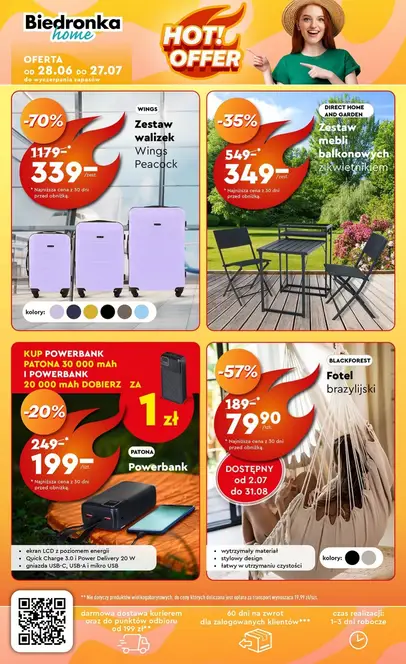 Biedronka
home
OFERTA
OD 28.06 DO 27.07
do wyczerpania zapasów
HOT!
OFFER
-70%
WINGS
Zestaw
walizek
Wings
Peacock
1179-*
339-
/zest.
* Najniższa cena z 30 dni
przed obniżką.
kolory:
-35%
DIRECT HOME
AND GARDEN
Zestaw
mebli
balkonowych
z kwietnikiem
549-*
349-
/zest.
* Najniższa cena z 30 dni
przed obniżką.
KUP POWERBANK
PATONA 30 000 mAh
I POWERBANK
20 000 mAh DOBIERZ ZA
1 zł
-20%
249-*
199-
/szt.
* Najniższa cena z 30 dni
przed obniżką.
PATONA
Powerbank
• ekran LCD z poziomem energii
• Quick Charge 3.0 i Power Delivery 20 W
• gniazda USB-C, USB-A i mikro USB
-57%
BLACKFOREST
Fotel
brazylijski
189-*
79 90
/szt.
* Najniższa cena z 30 dni
przed obniżką.
DOSTĘPNY
od 2.07
do 31.08
• wytrzymały materiał
• stylowy design
• łatwy w utrzymaniu czystości
kolory:
darmowa dostawa kurierem
oraz do punktów odbioru
od 199 zł**
60 dni na zwrot
dla zalogowanych klientów***
czas realizacji:
1-3 dni robocze